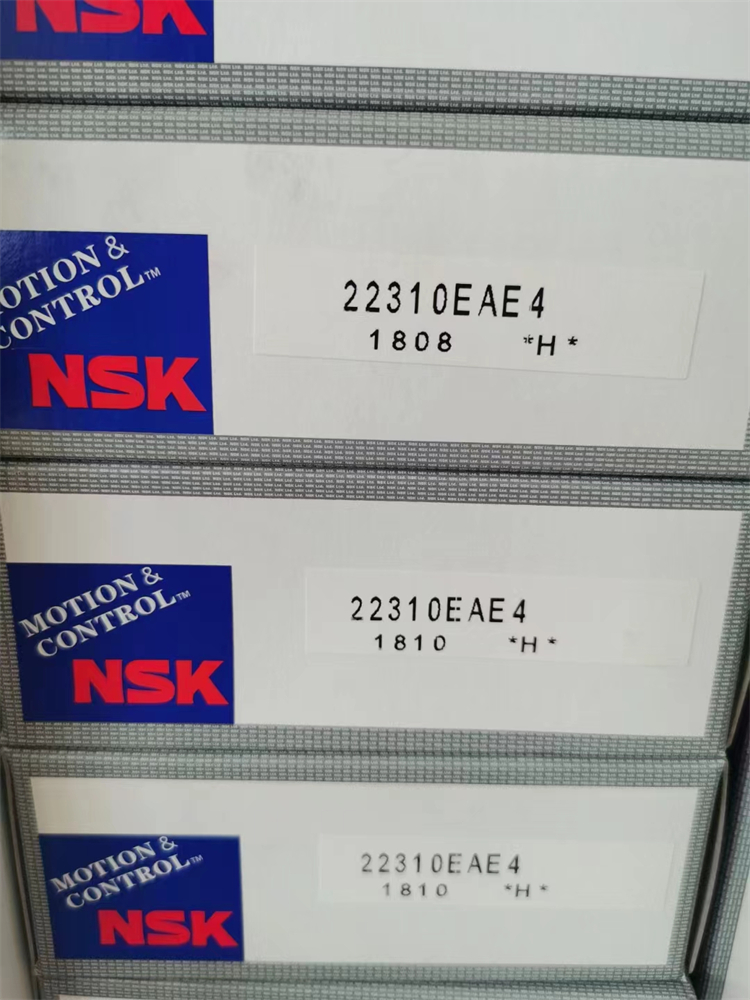 NSK
MOTION &
CONTROL™
NSK
22310EAE4
1808 *H*
MOTION &
CONTROL™
NSK
22310EAE4
1810 *H*
MOTION &
CONTROL™
NSK
22310EAE4
1810 *H*